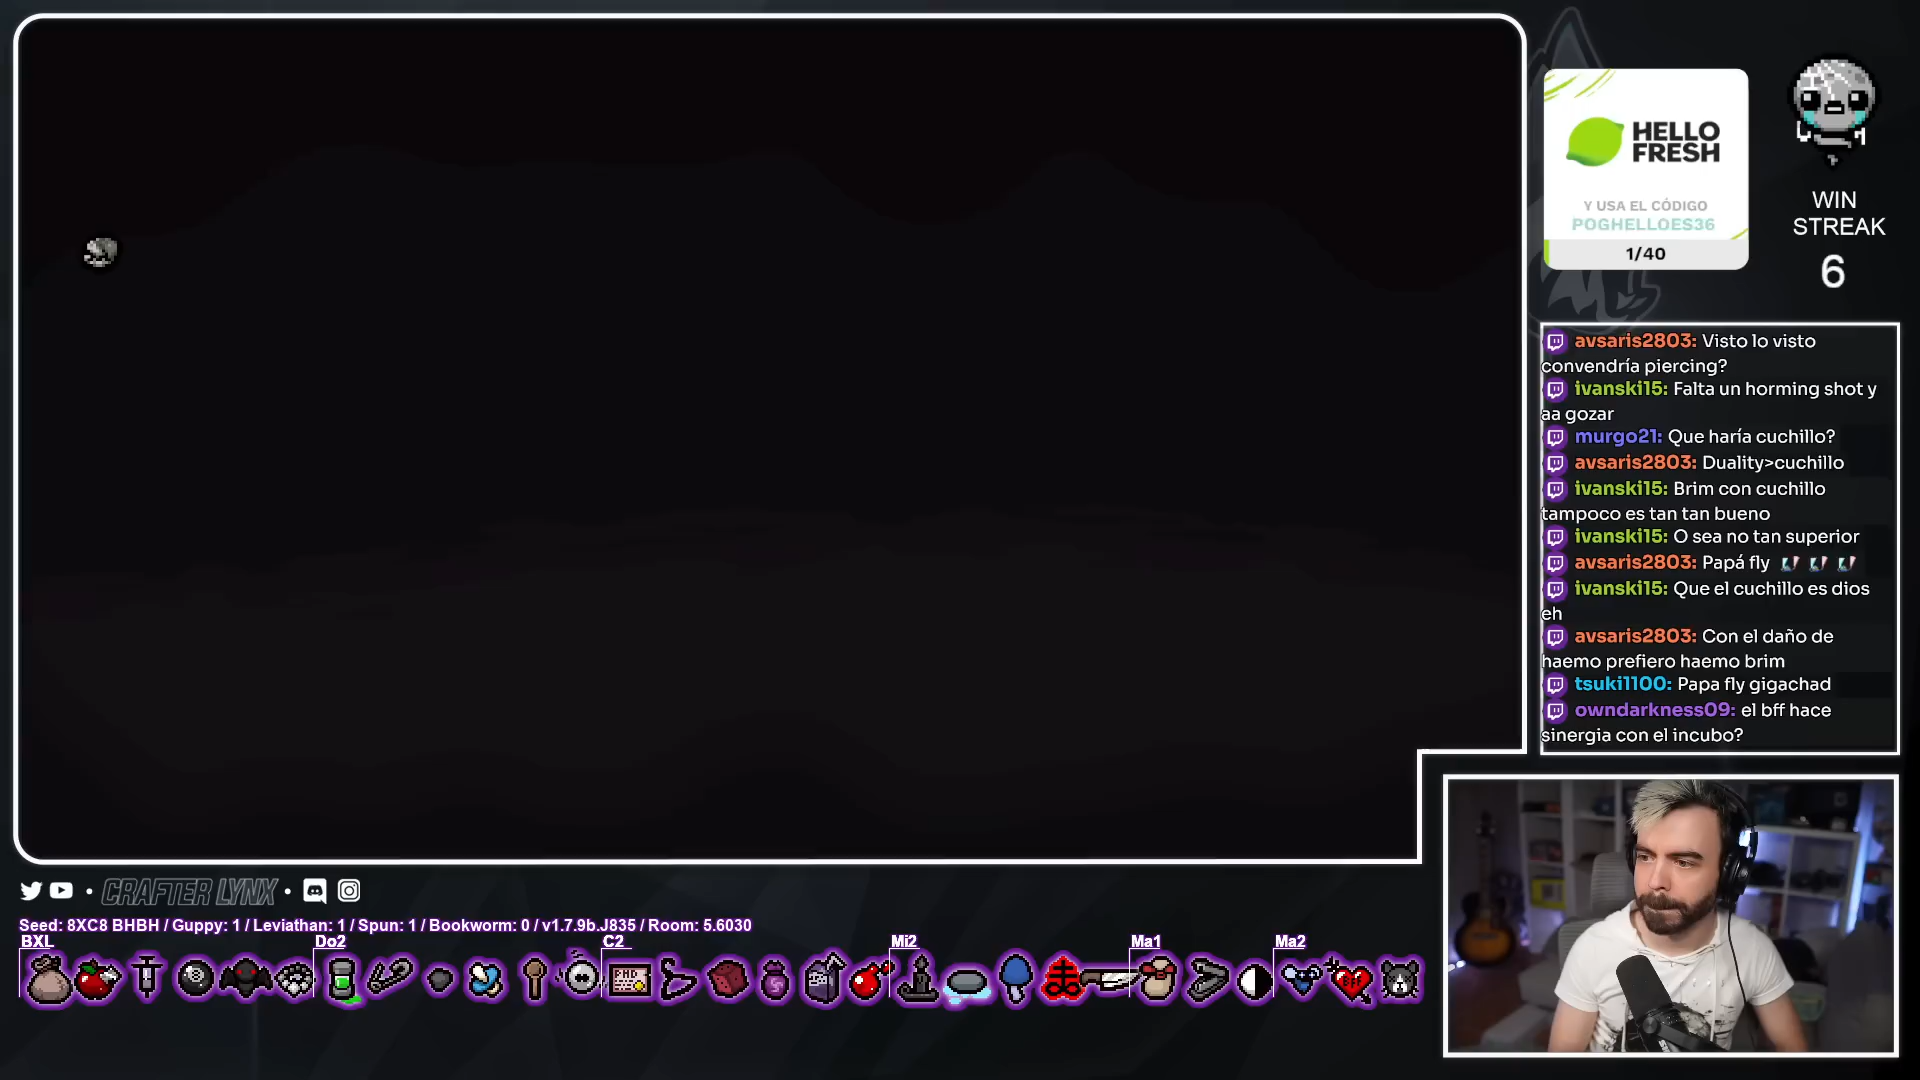 HELLO
FRESH
Y USA EL CÓDIGO
POGHELLOES36
1/40
WIN
STREAK
6
avsaris2803: Visto lo visto
convendría piercing?
ivanski15: Falta un horming shot y
aa gozar
murgo21: Que haría cuchillo?
avsaris2803: Duality>cuchillo
ivanski15: Brim con cuchillo
tampoco es tan tan bueno
ivanski15: O sea no tan superior
avsaris2803: Papá fly
ivanski15: Que el cuchillo es dios
eh
avsaris2803: Con el daño de
haemo prefiero haemo brim
tsuki1100: Papa fly gigachad
owndarkness09: el bff hace
sinergia con el incubo?
CRAFTER LYNX
Seed: 8XC8 BHBH / Guppy: 1 / Leviathan: 1 / Spun: 1 / Bookworm: 0 / v1.7.9b.J835 / Room: 5.6030
BXL Do2 C2 Mi2 Ma1 Ma2
PHD
BFF